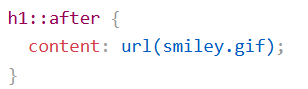 h1::after {
  content: url(smiley.gif);
}